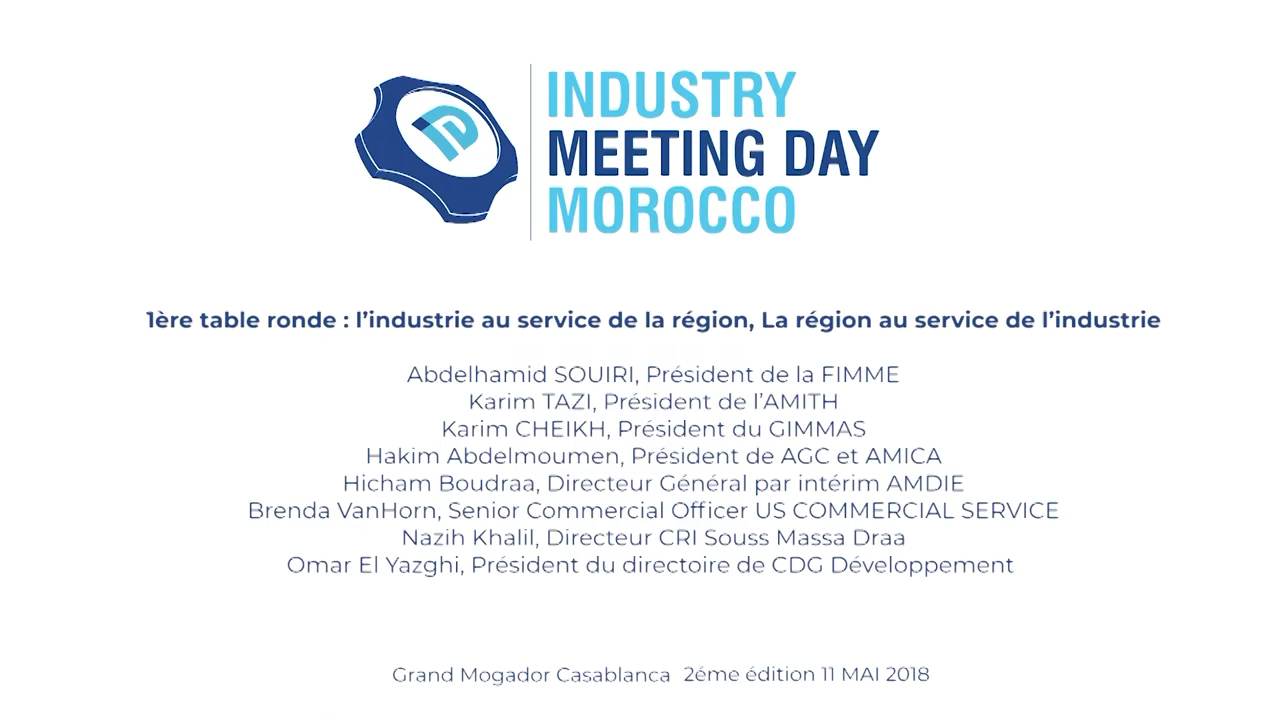 INDUSTRY
MEETING DAY
MOROCCO
1ère table ronde : l’industrie au service de la région, La région au service de l’industrie
Abdelhamid SOUIRI, Président de la FIMME
Karim TAZI, Président de l’AMITH
Karim CHEIKH, Président du GIMMAS
Hakim Abdelmoumen, Président de AGC et AMICA
Hicham Boudraa, Directeur Général par intérim AMDIE
Brenda VanHorn, Senior Commercial Officer US COMMERCIAL SERVICE
Nazih Khalil, Directeur CRI Souss Massa Draa
Omar El Yazghi, Président du directoire de CDG Développement
Grand Mogador Casablanca 2éme édition 11 MAI 2018